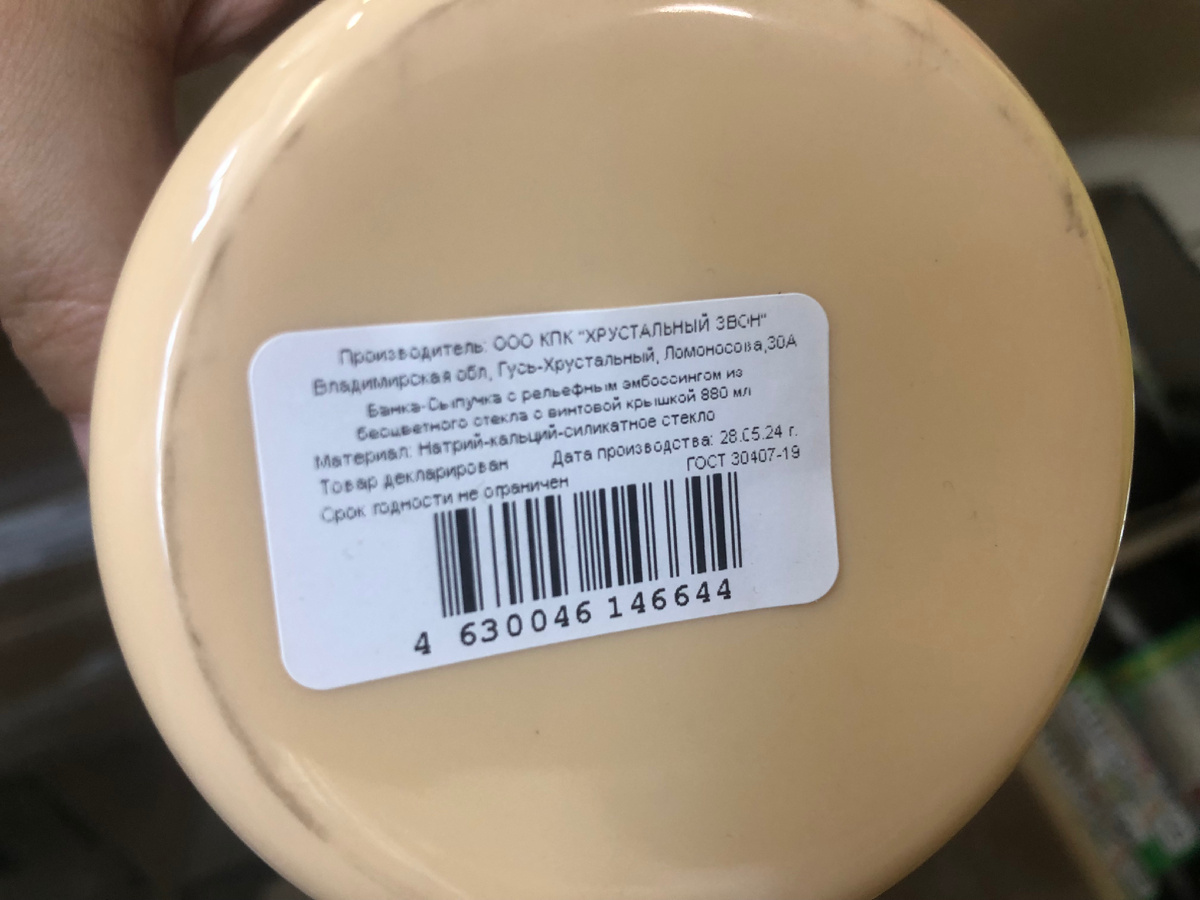 Производитель: ООО КПК "ХРУСТАЛЬНЫЙ ЗВОН"
Владимирская обл, Гусь-Хрустальный, Ломоносова,30А
Банка-Сыпучка с рельефным эмбоссингом из
бесцветного стекла с винтовой крышкой 880 мл
Материал: Натрий-кальций-силикатное стекло
Товар декларирован Дата производства: 28.05.24 г.
Срок годности не ограничен ГОСТ 30407-19
4 630046 146644